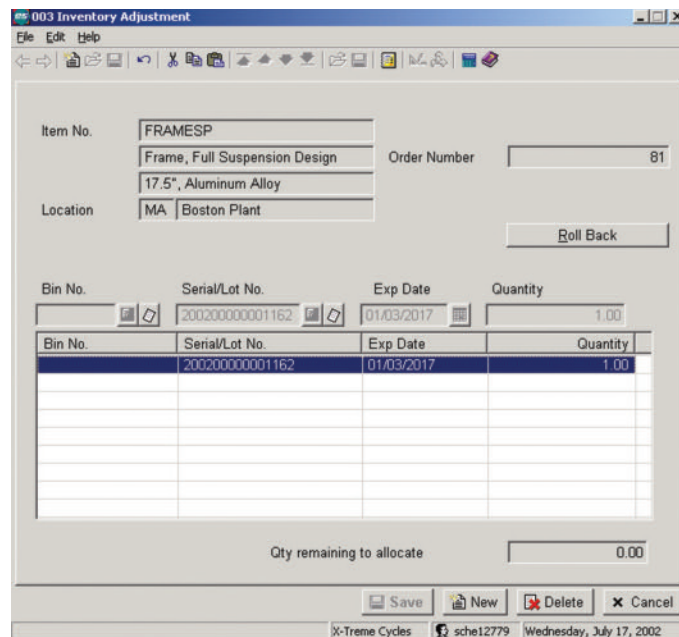 003 Inventory Adjustment
File Edit Help
Item No. FRAMESP
Frame, Full Suspension Design Order Number 81
17.5", Aluminum Alloy
Location MA Boston Plant
Roll Back
Bin No. Serial/Lot No. Exp Date Quantity
200200000001162 01/03/2017 1.00
Bin No. Serial/Lot No. Exp Date Quantity
200200000001162 01/03/2017 1.00
Qty remaining to allocate 0.00
Save New Delete Cancel
X-Treme Cycles sche12779 Wednesday, July 17, 2002